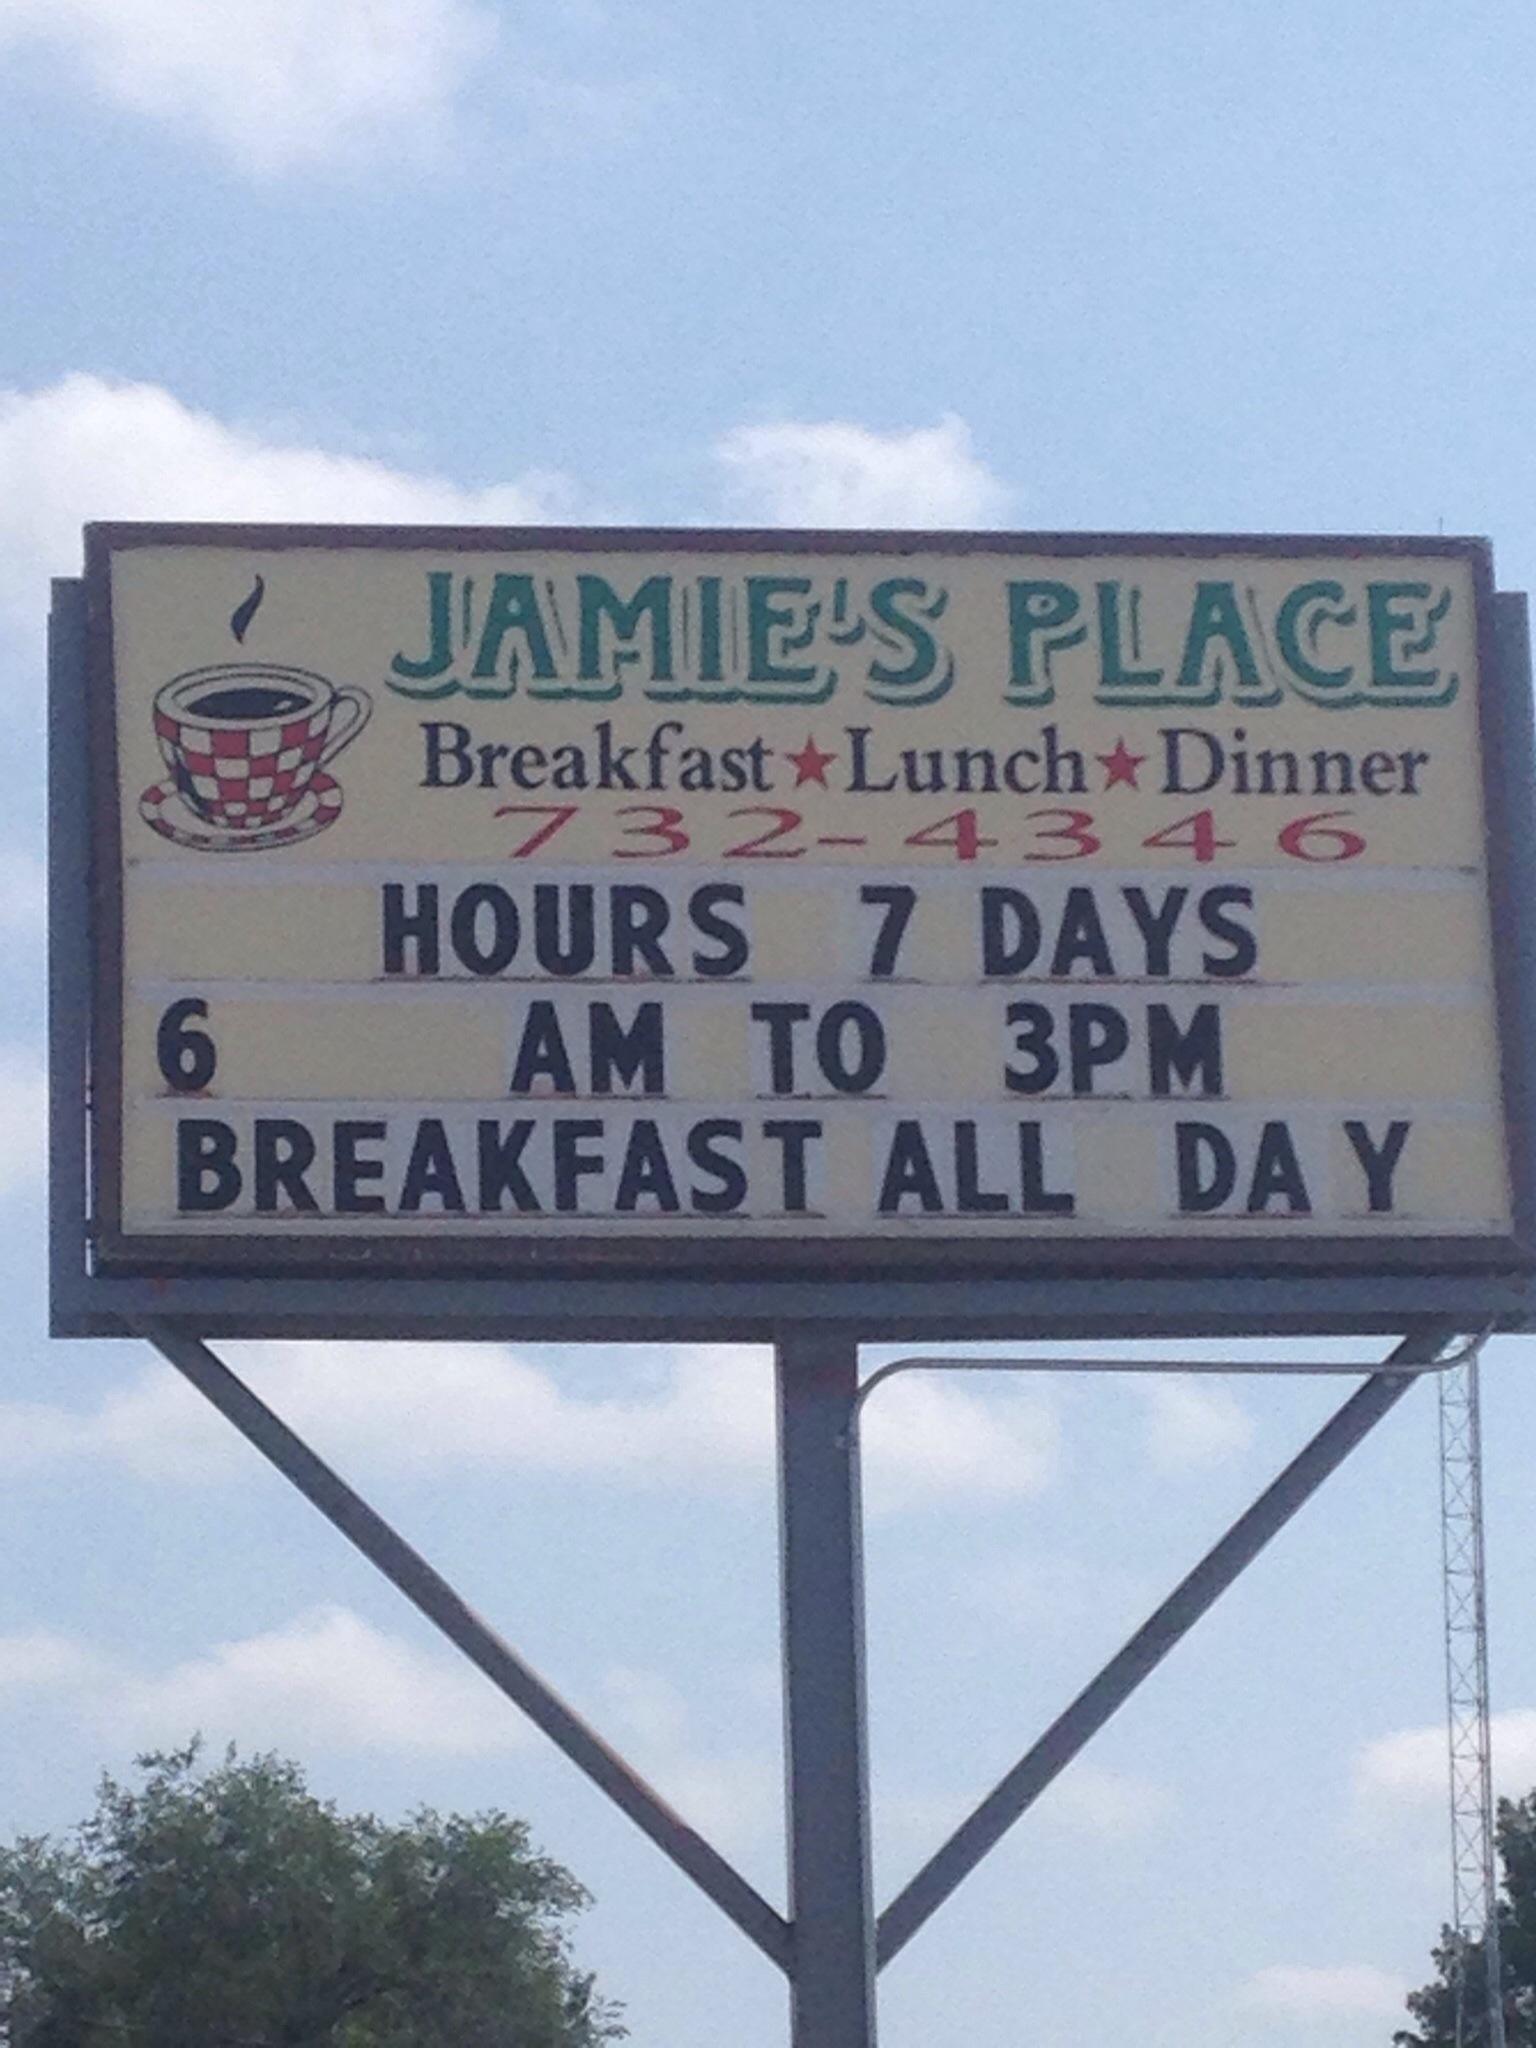 JAMIE'S PLACE
Breakfast★Lunch★Dinner
732-4346
HOURS 7 DAYS
6 AM TO 3PM
BREAKFAST ALL DAY